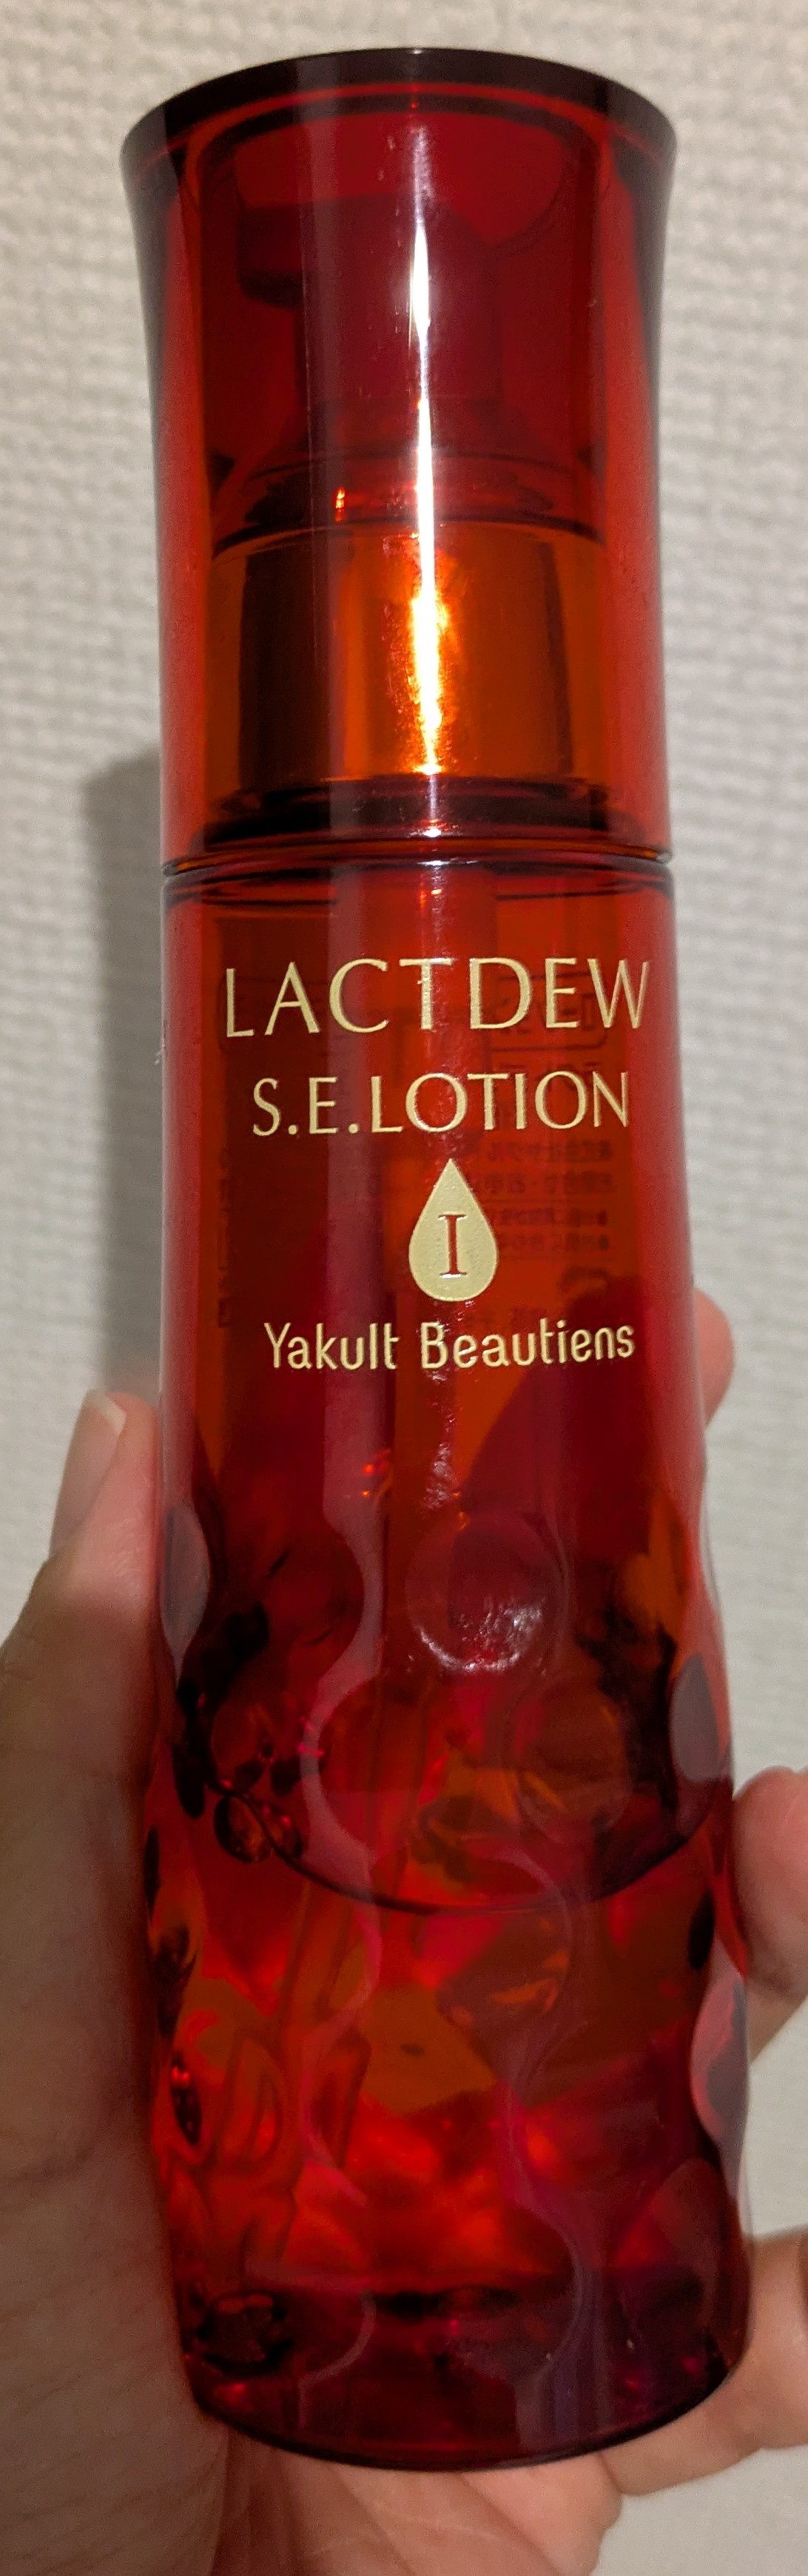 LACTDEW
S.E.LOTION
I
Yakult Beautiens